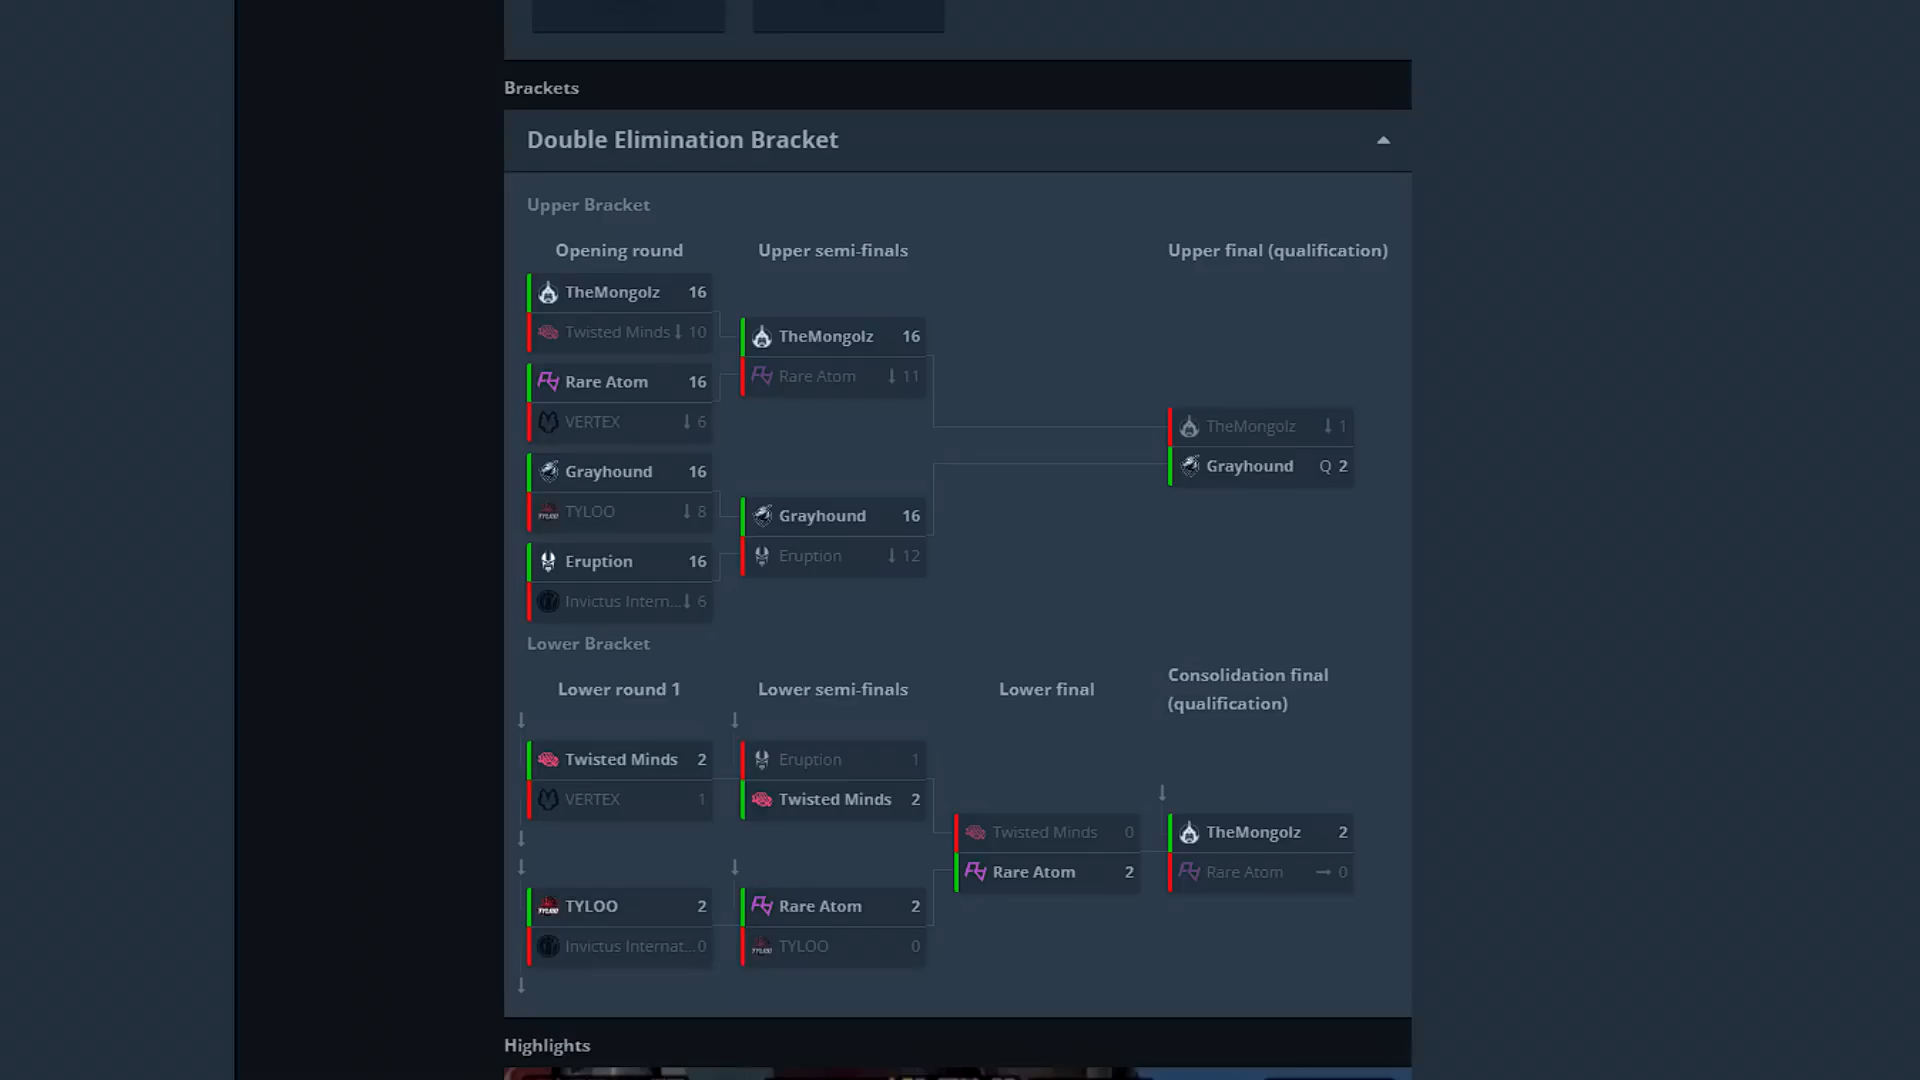 Brackets
Double Elimination Bracket
Upper Bracket
Opening round
Upper semi-finals
Upper final (qualification)
TheMongolz 16
Twisted Minds 10
Rare Atom 16
VERTEX 6
Grayhound 16
TYLOO 8
Eruption 16
Invictus Intern... 6
TheMongolz 16
Rare Atom 11
Grayhound 16
Eruption 12
TheMongolz 1
Grayhound Q 2
Lower Bracket
Lower round 1
Lower semi-finals
Lower final
Consolidation final
(qualification)
Twisted Minds 2
VERTEX 1
TYLOO 2
Invictus Internat... 0
Eruption 1
Twisted Minds 2
Rare Atom 2
TYLOO 0
Twisted Minds 0
Rare Atom 2
TheMongolz 2
Rare Atom 0
Highlights